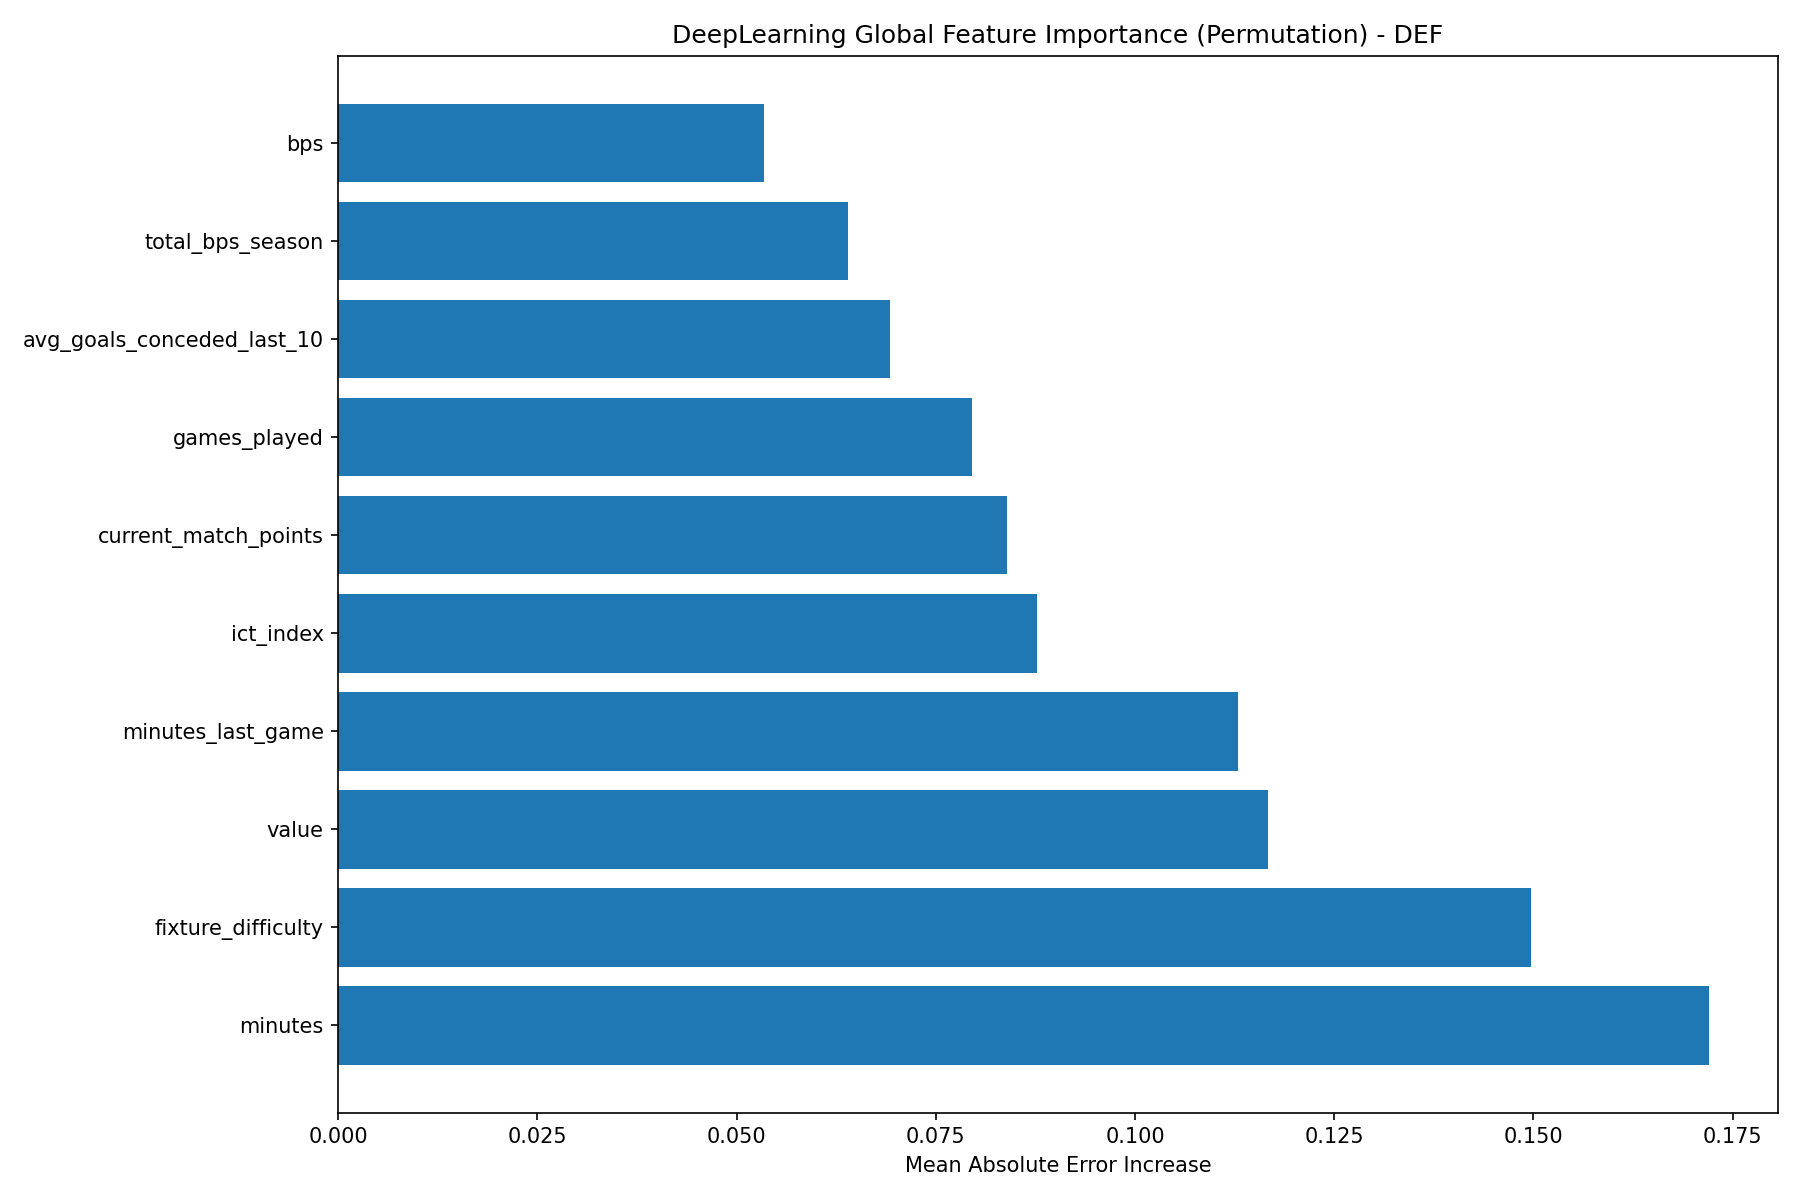 DeepLearning Global Feature Importance (Permutation) - DEF
bps
total_bps_season
avg_goals_conceded_last_10
games_played
current_match_points
ict_index
minutes_last_game
value
fixture_difficulty
minutes
0.000 0.025 0.050 0.075 0.100 0.125 0.150 0.175
Mean Absolute Error Increase